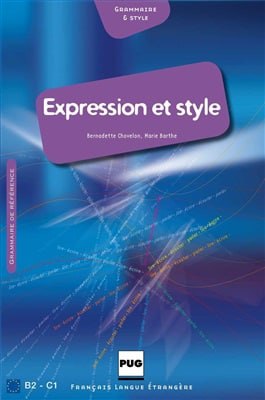 GRAMMAIRE
& STYLE
Expression et style
Bernadette Chovelon, Marie Barthe
GRAMMAIRE DE RÉFÉRENCE
PUG
B2 - C1
FRANÇAIS LANGUE ÉTRANGÈRE